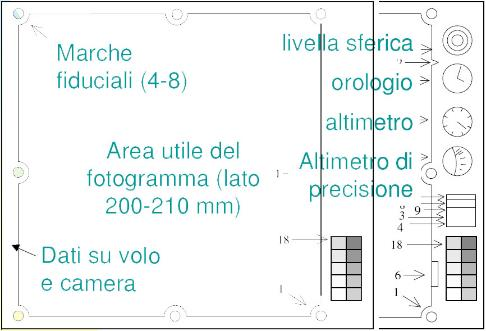 Marche
fiduciali (4-8)
livella sferica
2
orologio
altimetro
Area utile del
fotogramma (lato
200-210 mm)
Altimetro di
precisione
9
3
4
18
18
Dati su volo
e camera
6
1
1